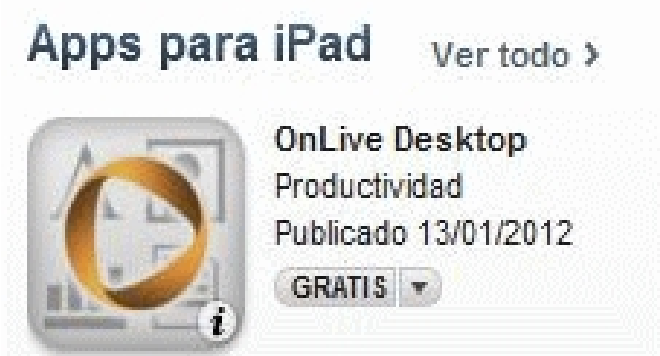 Apps para iPad
Ver todo >
OnLive Desktop
Productividad
Publicado 13/01/2012
GRATIS
i